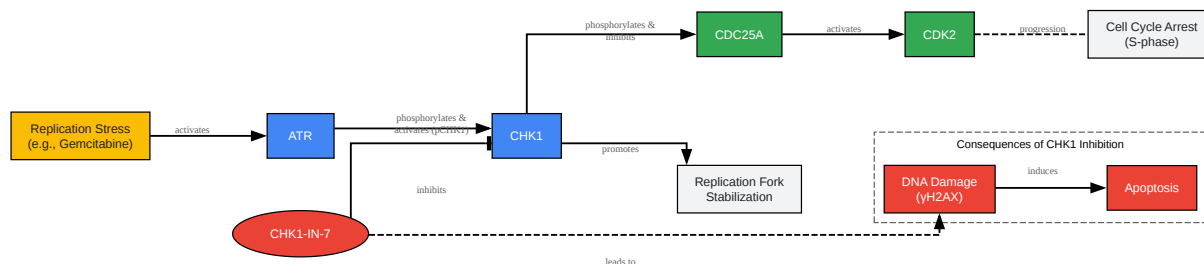 phosphorylates &
inhibits
CDC25A
activates
CDK2
progression
Cell Cycle Arrest
(S-phase)
Replication Stress
(e.g., Gemcitabine)
activates
ATR
phosphorylates &
activates (pCHK1)
CHK1
promotes
Replication Fork
Stabilization
Consequences of CHK1 Inhibition
DNA Damage
(γH2AX)
induces
Apoptosis
inhibits
CHK1-IN-7
leads to